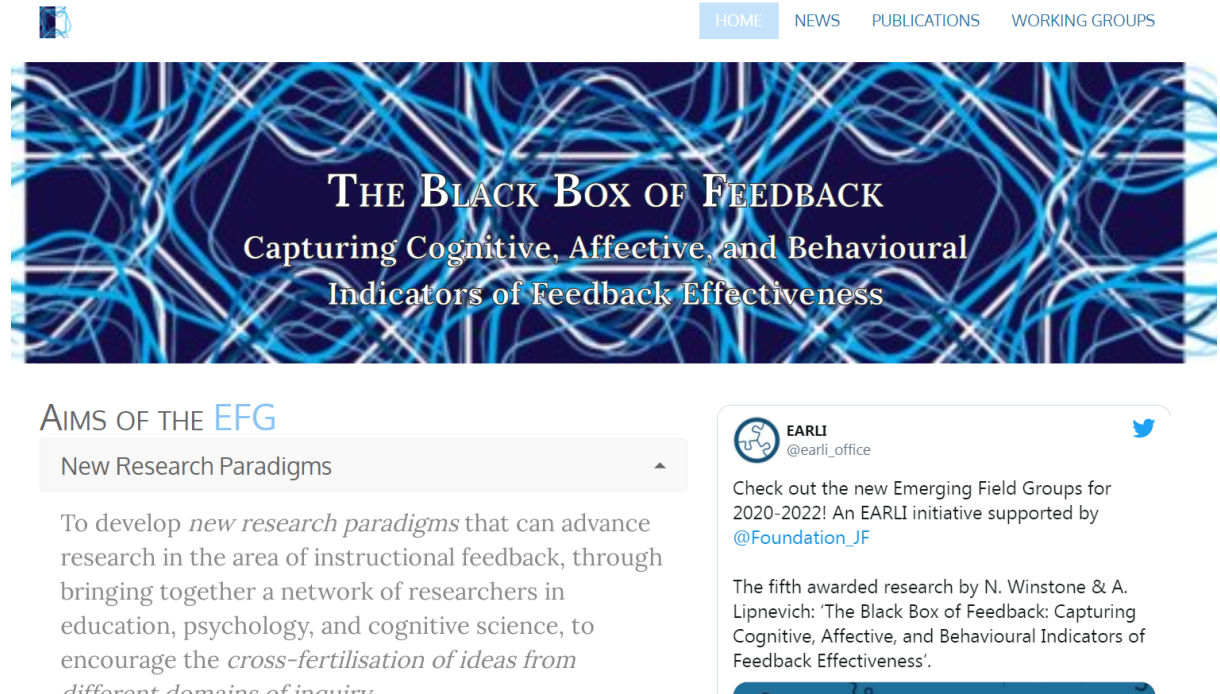 HOME NEWS PUBLICATIONS WORKING GROUPS
The Black Box of Feedback
Capturing Cognitive, Affective, and Behavioural
Indicators of Feedback Effectiveness
Aims of the EFG
New Research Paradigms
To develop new research paradigms that can advance
research in the area of instructional feedback, through
bringing together a network of researchers in
education, psychology, and cognitive science, to
encourage the cross-fertilisation of ideas from
different domains of inquiry
EARLI
@earli_office
Check out the new Emerging Field Groups for
2020-2022! An EARLI initiative supported by
@Foundation_JF
The fifth awarded research by N. Winstone & A.
Lipnevich: ‘The Black Box of Feedback: Capturing
Cognitive, Affective, and Behavioural Indicators of
Feedback Effectiveness’.